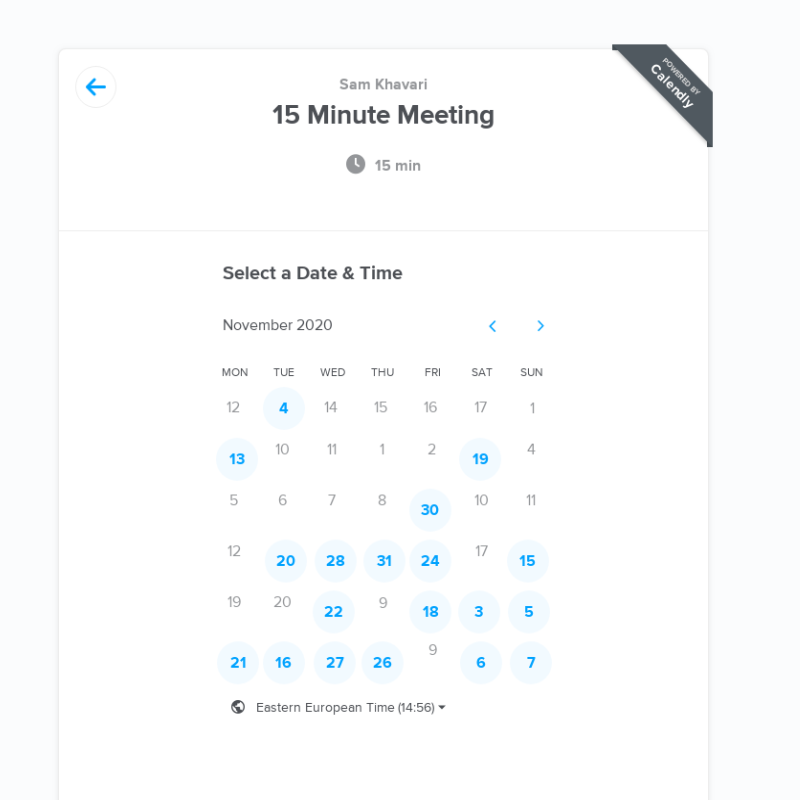 POWERED BY
Calendly
Sam Khavari
15 Minute Meeting
15 min
Select a Date & Time
November 2020
MON TUE WED THU FRI SAT SUN
12 4 14 15 16 17 1
13 10 11 1 2 19 4
5 6 7 8 30 10 11
12 20 28 31 24 17 15
19 20 22 9 18 3 5
21 16 27 26 9 6 7
Eastern European Time (14:56)